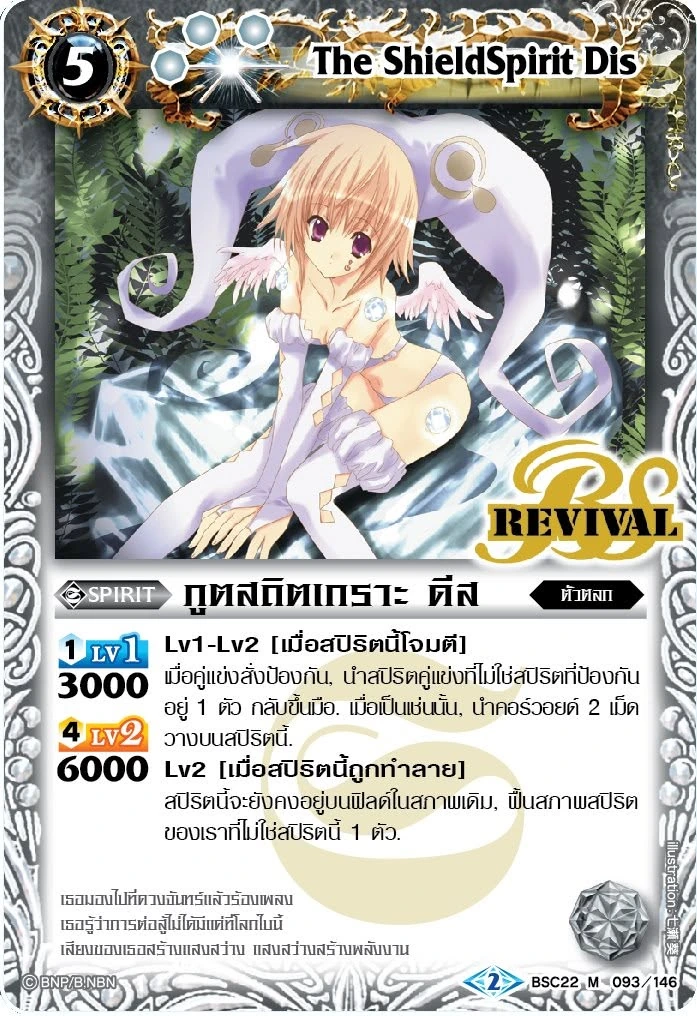 5
The ShieldSpirit Dis
BS
REVIVAL
SPIRIT
ภูตสถิตเกราะ ดีส
ตัวตลก
1 LV1
3000
4 LV2
6000
Lv1-Lv2 [เมื่อสปิริตนี้โจมตี]
เมื่อคู่แข่งสั่งป้องกัน, นำสปิริตคู่แข่งที่ไม่ใช่สปิริตที่ป้องกัน
อยู่ 1 ตัว กลับขึ้นมือ. เมื่อเป็นเช่นนั้น, นำคอร์วอยด์ 2 เม็ด
วางบนสปิริตนี้.
Lv2 [เมื่อสปิริตนี้ถูกทำลาย]
สปิริตนี้จะยังคงอยู่บนฟิลด์ในสภาพเดิม, ฟื้นสภาพสปิริต
ของเราที่ไม่ใช่สปิริตนี้ 1 ตัว.
เธอมองไปที่ดวงจันทร์แล้วร้องเพลง
เธอรู้ว่าการต่อสู้ไม่ได้มีแต่ที่โลกใบนี้
เสียงของเธอสร้างแสงสว่าง แสงสว่างสร้างพลังงาน
illustration : 七瀬葵
© BNP/B.NBN
2
BSC22 M 093/146